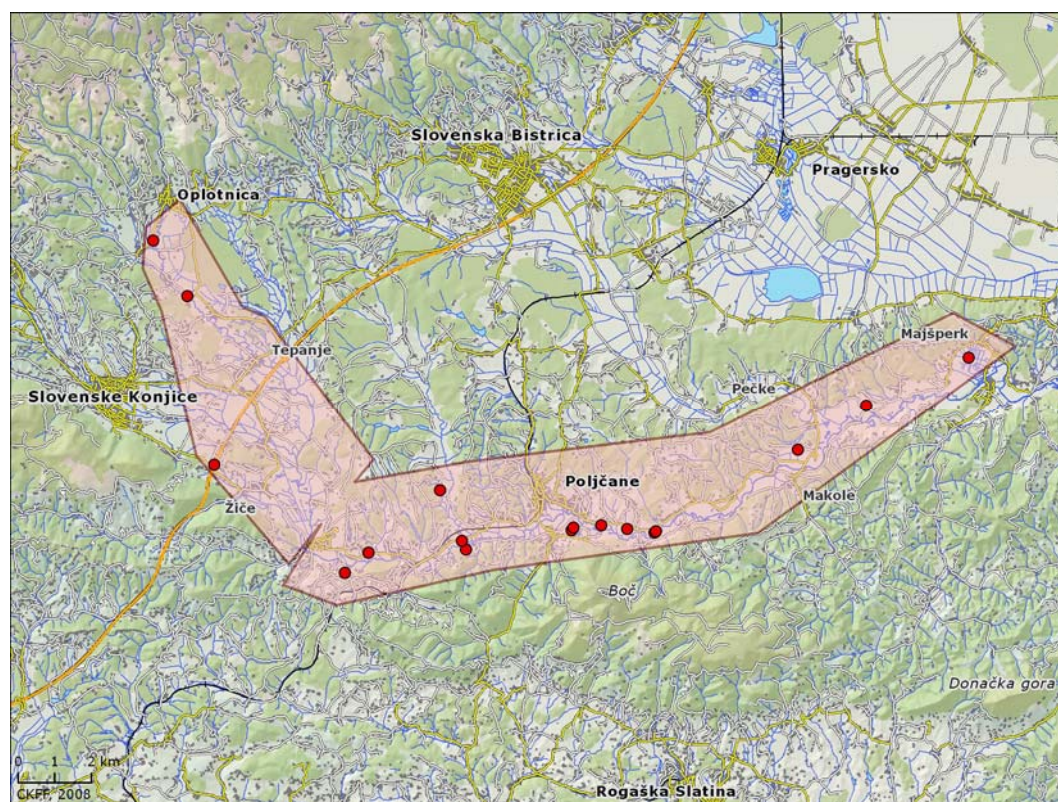 Slovenska Bistrica
Pragersko
Oplotnica
Majšperk
Tepanje
Pečke
Slovenske Konjice
Poljčane
Makole
Žiče
Boč
Donačka gora
0 1 2 km
CKFF, 2008
Rogaška Slatina